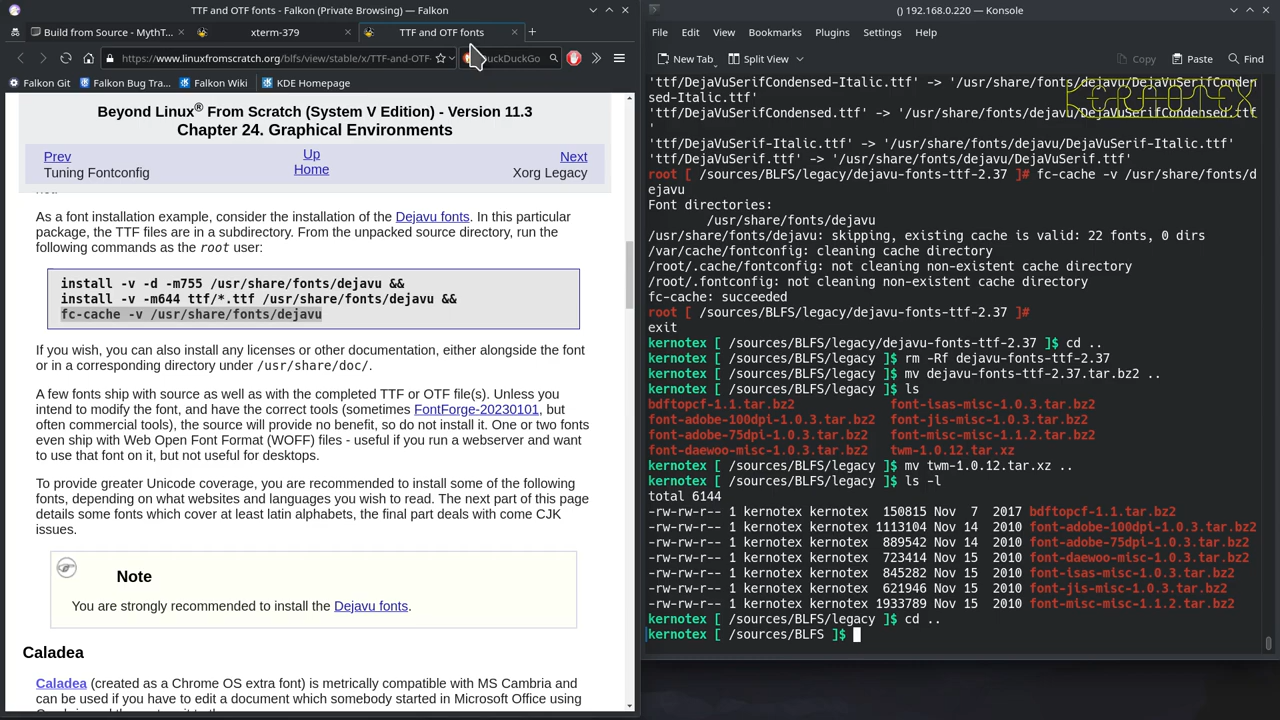 TTF and OTF fonts - Falkon (Private Browsing) — Falkon
Build from Source - MythT...
xterm-379
TTF and OTF fonts
https://www.linuxfromscratch.org/blfs/view/stable/x/TTF-and-OTF-
DuckDuckGo
Falkon Git
Falkon Bug Tra...
Falkon Wiki
KDE Homepage
Beyond Linux® From Scratch (System V Edition) - Version 11.3
Chapter 24. Graphical Environments
Prev
Up
Next
Tuning Fontconfig
Home
Xorg Legacy
As a font installation example, consider the installation of the Dejavu fonts. In this particular
package, the TTF files are in a subdirectory. From the unpacked source directory, run the
following commands as the root user:
install -v -d -m755 /usr/share/fonts/dejavu &&
install -v -m644 ttf/*.ttf /usr/share/fonts/dejavu &&
fc-cache -v /usr/share/fonts/dejavu
If you wish, you can also install any licenses or other documentation, either alongside the font
or in a corresponding directory under /usr/share/doc/.
A few fonts ship with source as well as with the completed TTF or OTF file(s). Unless you
intend to modify the font, and have the correct tools (sometimes FontForge-20230101, but
often commercial tools), the source will provide no benefit, so do not install it. One or two fonts
even ship with Web Open Font Format (WOFF) files - useful if you run a webserver and want
to use that font on it, but not useful for desktops.
To provide greater Unicode coverage, you are recommended to install some of the following
fonts, depending on what websites and languages you wish to read. The next part of this page
details some fonts which cover at least latin alphabets, the final part deals with come CJK
issues.
Note
You are strongly recommended to install the Dejavu fonts.
Caladea
Caladea (created as a Chrome OS extra font) is metrically compatible with MS Cambria and
can be used if you have to edit a document which somebody started in Microsoft Office using
() 192.168.0.220 — Konsole
File Edit View Bookmarks Plugins Settings Help
New Tab
Split View
Copy
Paste
Find
KERNOTEX
'ttf/DejaVuSerifCondensed-Italic.ttf' -> '/usr/share/fonts/dejavu/DejaVuSerifConden
sed-Italic.ttf'
'ttf/DejaVuSerifCondensed.ttf' -> '/usr/share/fonts/dejavu/DejaVuSerifCondensed.ttf
'
'ttf/DejaVuSerif-Italic.ttf' -> '/usr/share/fonts/dejavu/DejaVuSerif-Italic.ttf'
'ttf/DejaVuSerif.ttf' -> '/usr/share/fonts/dejavu/DejaVuSerif.ttf'
root [ /sources/BLFS/legacy/dejavu-fonts-ttf-2.37 ]# fc-cache -v /usr/share/fonts/d
ejavu
Font directories:
/usr/share/fonts/dejavu
/usr/share/fonts/dejavu: skipping, existing cache is valid: 22 fonts, 0 dirs
/var/cache/fontconfig: cleaning cache directory
/root/.cache/fontconfig: not cleaning non-existent cache directory
/root/.fontconfig: not cleaning non-existent cache directory
fc-cache: succeeded
root [ /sources/BLFS/legacy/dejavu-fonts-ttf-2.37 ]#
exit
kernotex [ /sources/BLFS/legacy/dejavu-fonts-ttf-2.37 ]$ cd ..
kernotex [ /sources/BLFS/legacy ]$ rm -Rf dejavu-fonts-ttf-2.37
kernotex [ /sources/BLFS/legacy ]$ mv dejavu-fonts-ttf-2.37.tar.bz2 ..
kernotex [ /sources/BLFS/legacy ]$ ls
bdftopcf-1.1.tar.bz2 font-isas-misc-1.0.3.tar.bz2
font-adobe-100dpi-1.0.3.tar.bz2 font-jis-misc-1.0.3.tar.bz2
font-adobe-75dpi-1.0.3.tar.bz2 font-misc-misc-1.1.2.tar.bz2
font-daewoo-misc-1.0.3.tar.bz2 twm-1.0.12.tar.xz
kernotex [ /sources/BLFS/legacy ]$ mv twm-1.0.12.tar.xz ..
kernotex [ /sources/BLFS/legacy ]$ ls -l
total 6144
-rw-rw-r-- 1 kernotex kernotex 150815 Nov 7 2017 bdftopcf-1.1.tar.bz2
-rw-rw-r-- 1 kernotex kernotex 1113104 Nov 14 2010 font-adobe-100dpi-1.0.3.tar.bz2
-rw-rw-r-- 1 kernotex kernotex 889542 Nov 14 2010 font-adobe-75dpi-1.0.3.tar.bz2
-rw-rw-r-- 1 kernotex kernotex 723414 Nov 15 2010 font-daewoo-misc-1.0.3.tar.bz2
-rw-rw-r-- 1 kernotex kernotex 845282 Nov 15 2010 font-isas-misc-1.0.3.tar.bz2
-rw-rw-r-- 1 kernotex kernotex 621946 Nov 15 2010 font-jis-misc-1.0.3.tar.bz2
-rw-rw-r-- 1 kernotex kernotex 1933789 Nov 15 2010 font-misc-misc-1.1.2.tar.bz2
kernotex [ /sources/BLFS/legacy ]$ cd ..
kernotex [ /sources/BLFS ]$